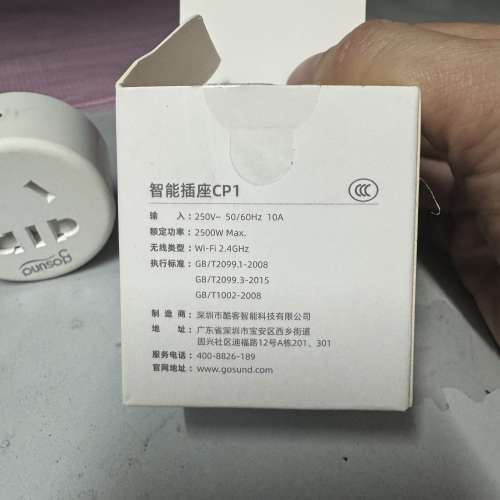 智能插座CP1
CCC
输 入：250V~ 50/60Hz 10A
额定功率：2500W Max.
无线类型：Wi-Fi 2.4GHz
执行标准：GB/T2099.1-2008
GB/T2099.3-2015
GB/T1002-2008
制 造 商：深圳市酷客智能科技有限公司
地 址：广东省深圳市宝安区西乡街道
固兴社区迪福路12号A栋201、301
服务电话：400-8826-189
官网地址：www.gosund.com
gosund